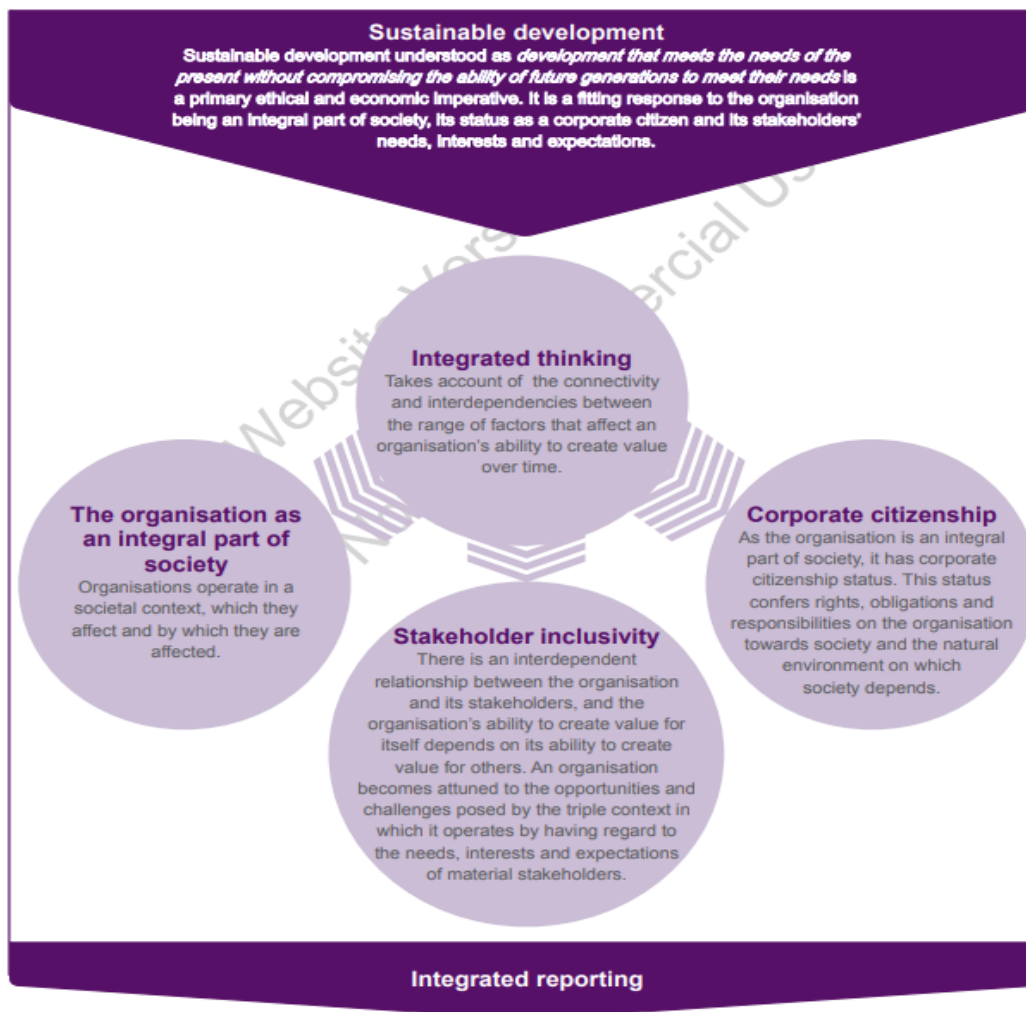 Sustainable development
Sustainable development understood as development that meets the needs of the
present without compromising the ability of future generations to meet their needs is
a primary ethical and economic imperative. It is a fitting response to the organisation
being an integral part of society, its status as a corporate citizen and its stakeholders'
needs, interests and expectations.
Integrated thinking
Takes account of the connectivity
and interdependencies between
the range of factors that affect an
organisation's ability to create value
over time.
The organisation as
an integral part of
society
Organisations operate in a
societal context, which they
affect and by which they are
affected.
Stakeholder inclusivity
There is an interdependent
relationship between the organisation
and its stakeholders, and the
organisation's ability to create value for
itself depends on its ability to create
value for others. An organisation
becomes attuned to the opportunities and
challenges posed by the triple context in
which it operates by having regard to
the needs, interests and expectations
of material stakeholders.
Corporate citizenship
As the organisation is an integral
part of society, it has corporate
citizenship status. This status
confers rights, obligations and
responsibilities on the organisation
towards society and the natural
environment on which
society depends.
Integrated reporting
Website